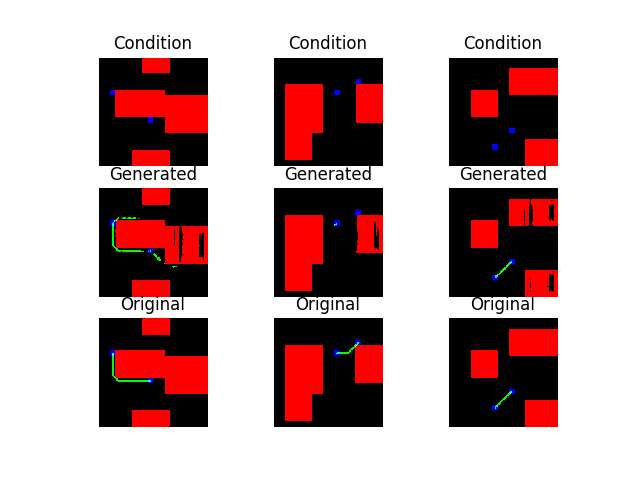 Condition Condition Condition
Generated Generated Generated
Original Original Original